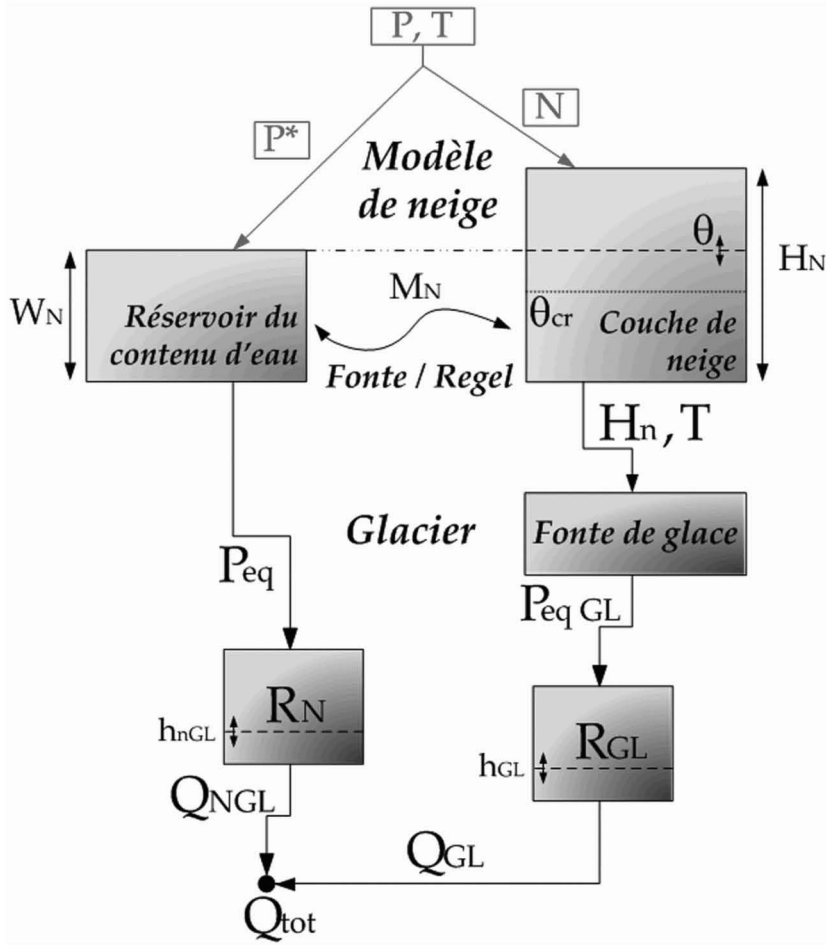 P, T
P*
N
Modèle
de neige
θ
HN
WN
MN
θcr
Réservoir du
contenu d'eau
Couche de
neige
Fonte / Regel
Hn, T
Glacier
Fonte de glace
Peq
Peq GL
RN
hnGL
RGL
hGL
QNGL
QGL
Qtot